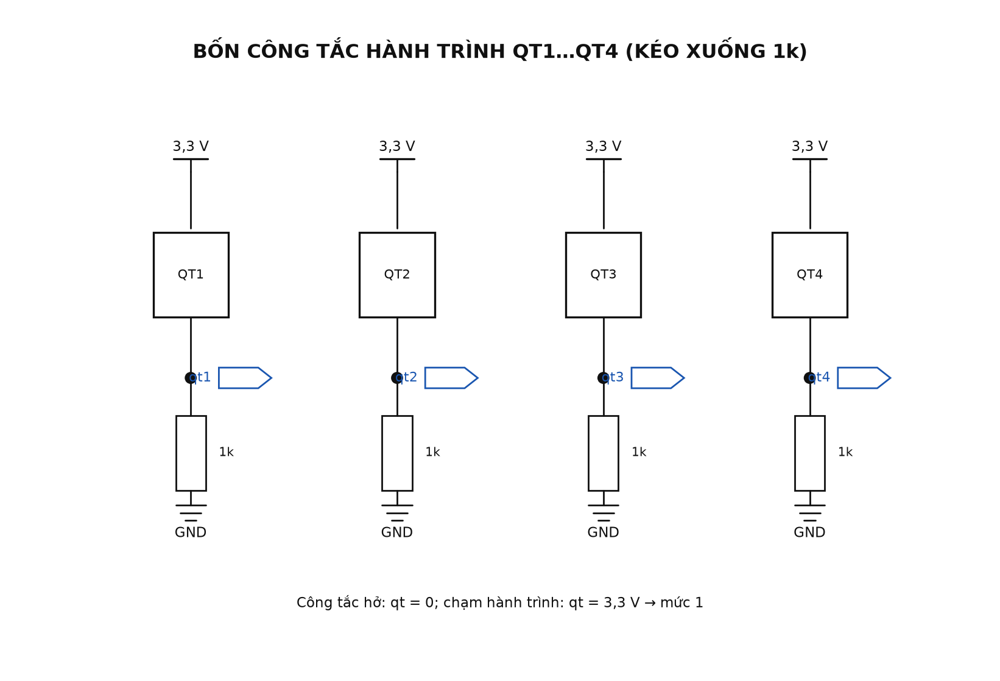 BỐN CÔNG TẮC HÀNH TRÌNH QT1...QT4 (KÉO XUỐNG 1k)
3,3 V 3,3 V 3,3 V 3,3 V
QT1 QT2 QT3 QT4
qt1 qt2 qt3 qt4
1k 1k 1k 1k
GND GND GND GND
Công tắc hở: qt = 0; chạm hành trình: qt = 3,3 V → mức 1